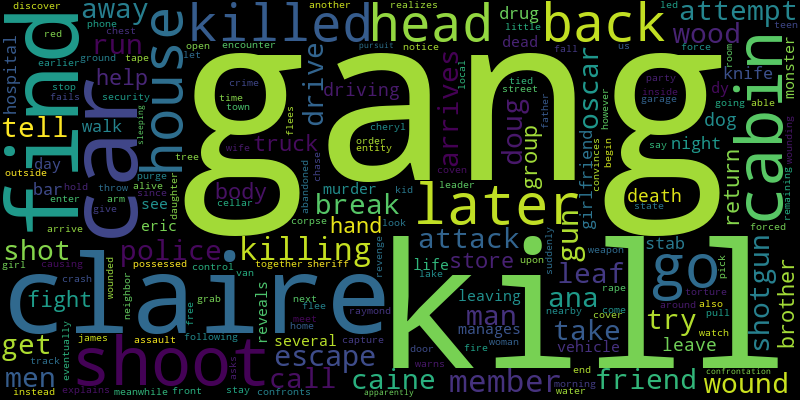 discover
phone
away
hospital
red
earlier
find
car
stop
fails
tell
outside
day
bar
hold
enter
arrive
shot
girl
causing
crash
fight
get
men
track
instead
eventually
explains
james
wounded
neighbor
claire
shoot
assault
meanwhile
front
run
chest
ground
tape
security
help
walk
since
throw
alive
arm
give
see
eric
sleeping
purge
daughter
tree
house
killed
open
let
encounter
crime
time
town
wife
truck
body
cellar
corpse
flees
order
entity
cheryl
chase
abandoned
drive
driving
murder
kid
look
break
hand
father
gang
another
realizes
head
pursuit
notice
local
arrives
coven
leader
later
doug
tied
street
group
drug
little
dead
back
fall
us
force
led
attempt
teen
wood
knife
monster
room
party
inside
garage
going
able
dy
dog
oscar
girlfriend
convinces
however
begin
say
night
return
cabin
wounding
remaining
forced
death
state
gun
stab
shotgun
brother
go
kill
police
killing
possessed
together sheriff
control
van
grab
reveals
several
escape
call
following
confronts
free
next
flee
meet
home
stay
asks
revenge
raymond
capture
caine
attack
life
lake
store
upon
leaving
man
manages
woman
door
fire
warns
member
suddenly
weapon
ana
rape
nearby
leaf
take
cover
come
vehicle
end
morning
water
friend
apparently
torture
around
also
pick
pull
try
watch
leave
confrontation
wound